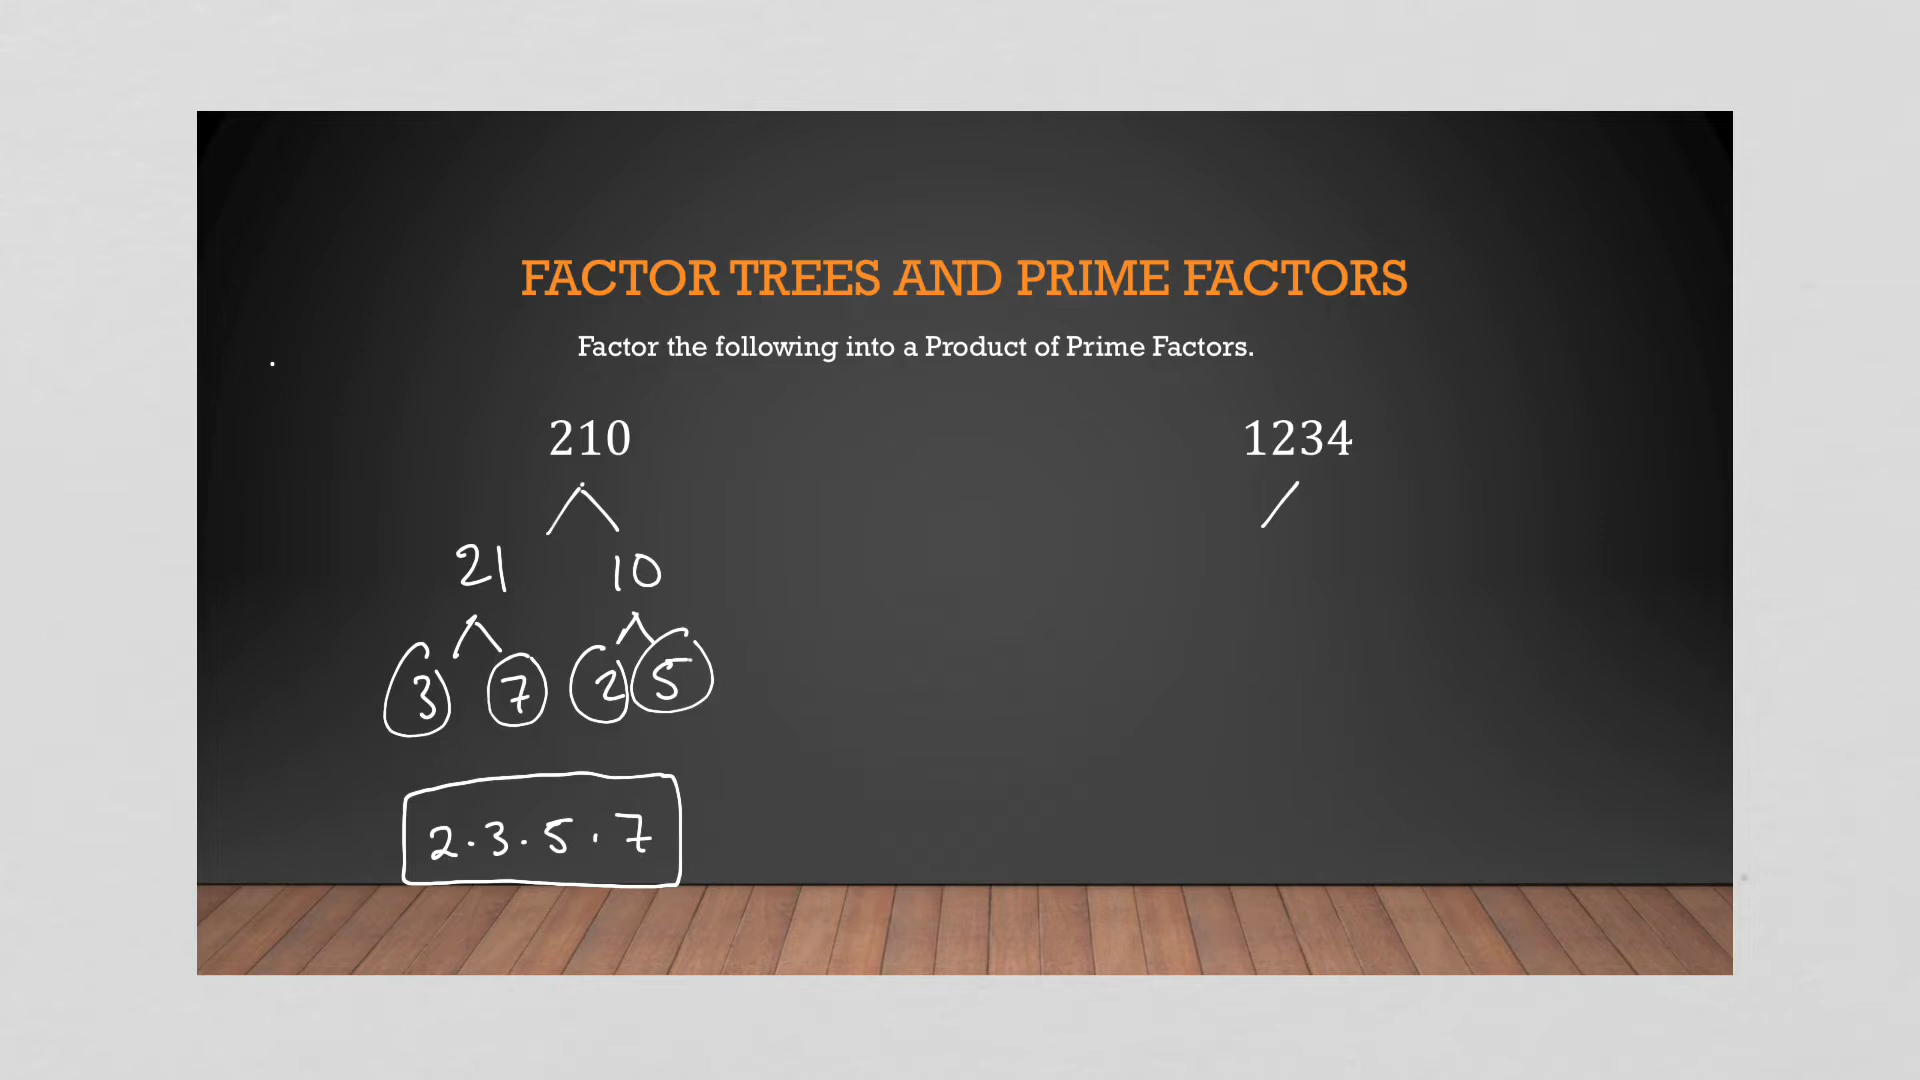 FACTOR TREES AND PRIME FACTORS
Factor the following into a Product of Prime Factors.
210 1234
21 10
3 7 2 5
2 · 3 · 5 · 7